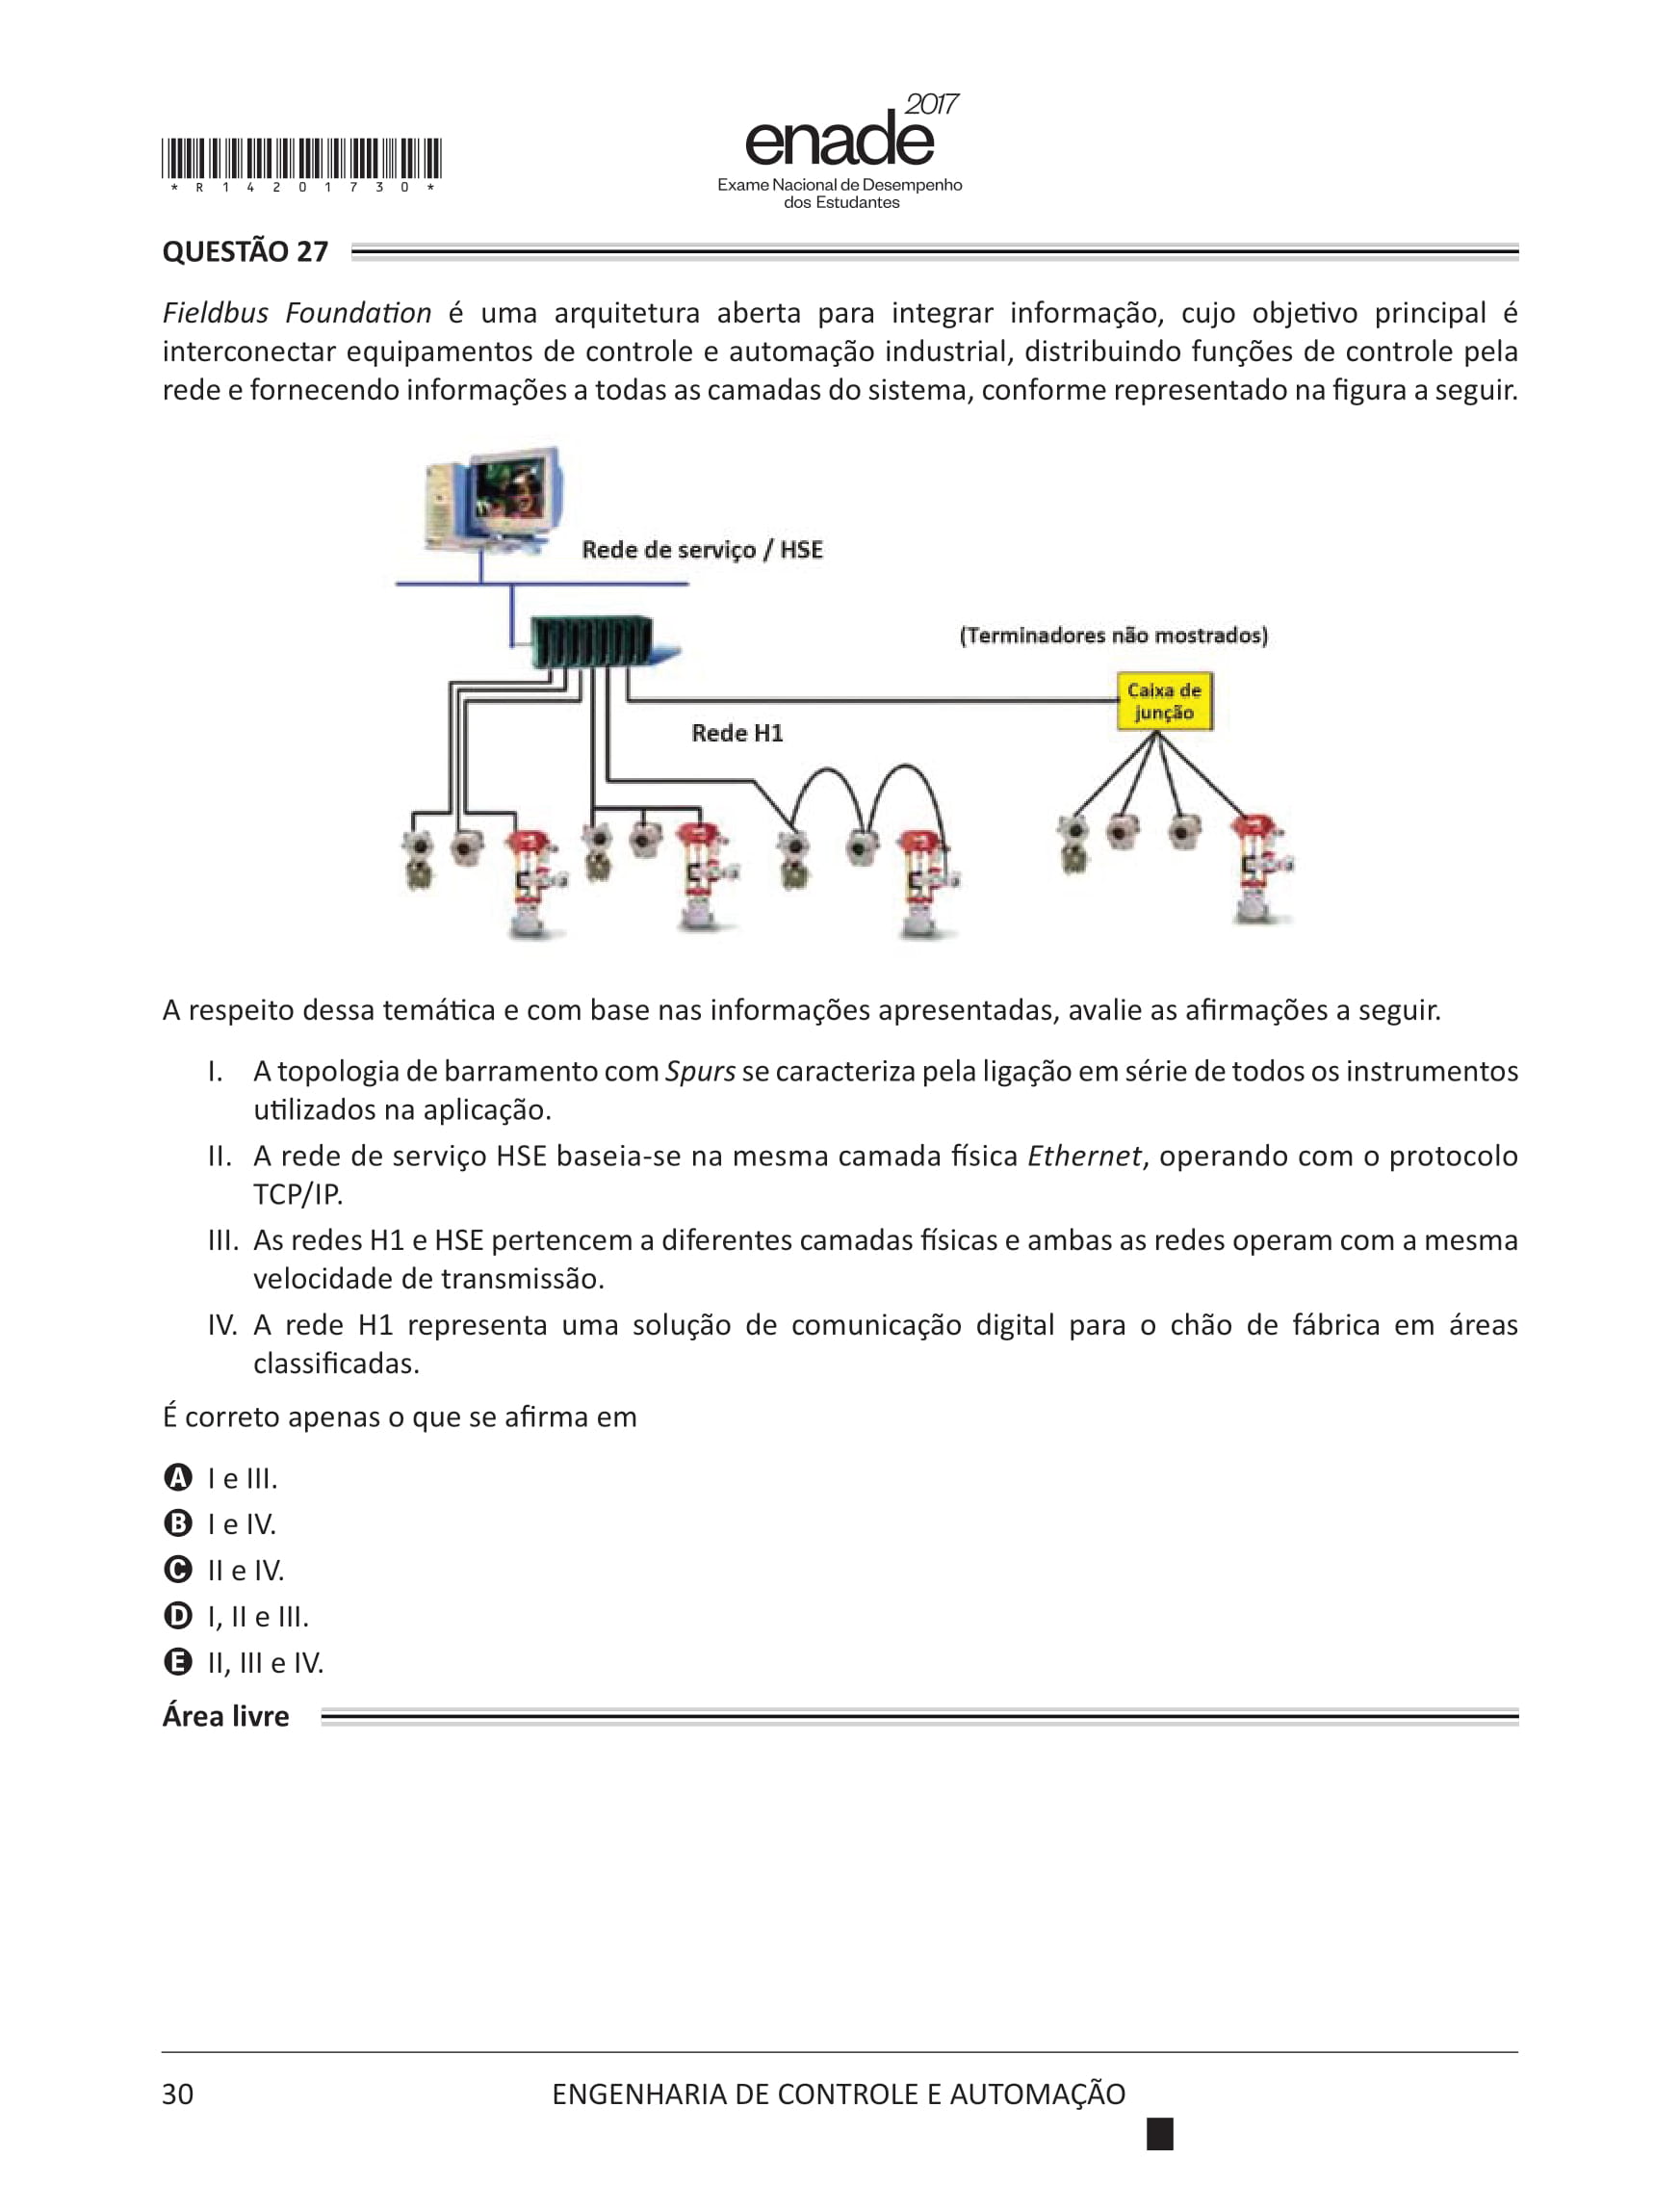 2017
enade
Exame Nacional de Desempenho
dos Estudantes
* R 1 4 2 0 1 7 3 0 *
QUESTÃO 27
Fieldbus Foundation é uma arquitetura aberta para integrar informação, cujo objetivo principal é
interconectar equipamentos de controle e automação industrial, distribuindo funções de controle pela
rede e fornecendo informações a todas as camadas do sistema, conforme representado na figura a seguir.
Rede de serviço / HSE
(Terminadores não mostrados)
Caixa de
junção
Rede H1
A respeito dessa temática e com base nas informações apresentadas, avalie as afirmações a seguir.
I. A topologia de barramento com Spurs se caracteriza pela ligação em série de todos os instrumentos
utilizados na aplicação.
II. A rede de serviço HSE baseia-se na mesma camada física Ethernet, operando com o protocolo
TCP/IP.
III. As redes H1 e HSE pertencem a diferentes camadas físicas e ambas as redes operam com a mesma
velocidade de transmissão.
IV. A rede H1 representa uma solução de comunicação digital para o chão de fábrica em áreas
classificadas.
É correto apenas o que se afirma em
A I e III.
B I e IV.
C II e IV.
D I, II e III.
E II, III e IV.
Área livre
30
ENGENHARIA DE CONTROLE E AUTOMAÇÃO